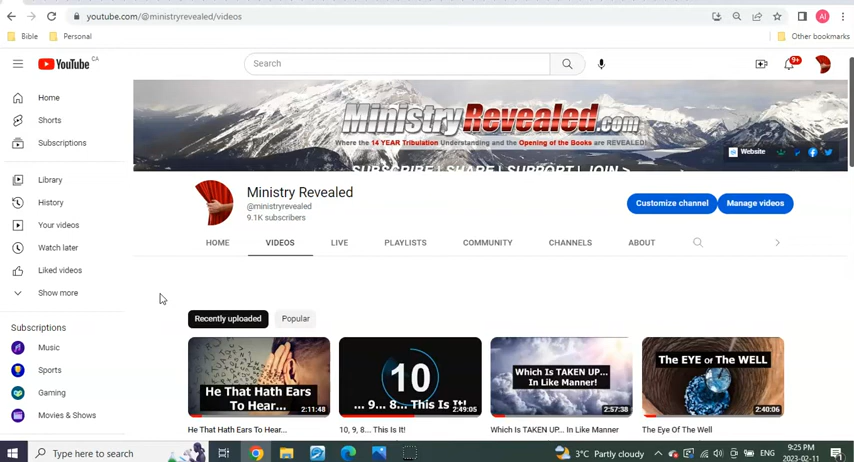 youtube.com/@ministryrevealed/videos
AI
Bible
Personal
Other bookmarks
YouTube CA
Search
9+
Home
Shorts
Subscriptions
Library
History
Your videos
Watch later
Liked videos
Show more
Subscriptions
Music
Sports
Gaming
Movies & Shows
MinistryRevealed.com
Where the 14 YEAR Tribulation Understanding and the Opening of the Books are REVEALED!
SUBSCRIBE | SHARE | SUPPORT | JOIN >
Website
Ministry Revealed
@ministryrevealed
9.1K subscribers
Customize channel
Manage videos
HOME
VIDEOS
LIVE
PLAYLISTS
COMMUNITY
CHANNELS
ABOUT
Recently uploaded
Popular
He That Hath Ears
To Hear...
2:11:48
He That Hath Ears To Hear...
10
... 9... 8... This Is It!
2:49:05
10, 9, 8... This Is It!
Which Is TAKEN UP...
In Like Manner!
2:57:38
Which Is TAKEN UP... In Like Manner
The EYE OF The WELL
2:40:06
The Eye Of The Well
Type here to search
3°C Partly cloudy
ENG
9:25 PM
2023-02-11